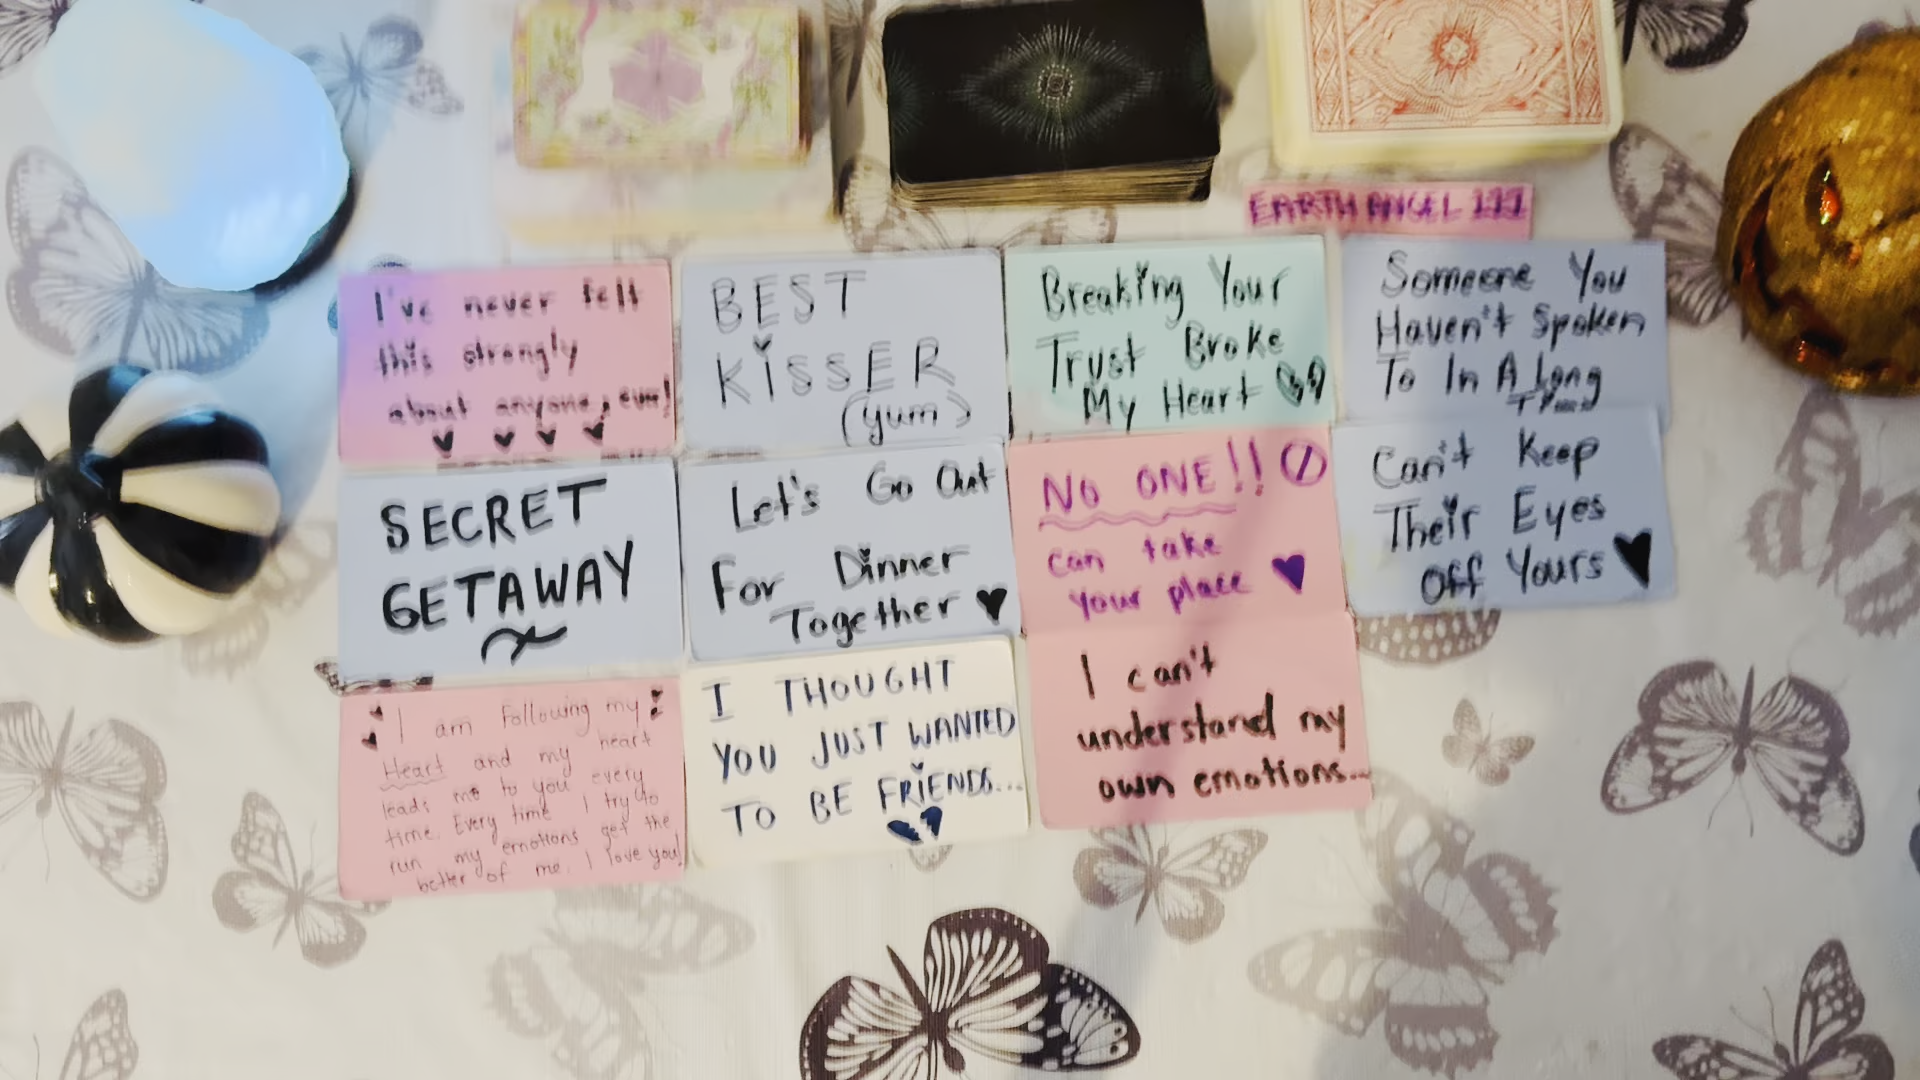 EARTH ANGEL 111
I've never felt
this strongly
about anyone, ever!
BEST
KISSER
(yum)
Breaking Your
Trust Broke
My Heart
Someone You
Haven't Spoken
To In A Long
Time
SECRET
GETAWAY
Let's Go Out
For Dinner
Together
NO ONE!!
can take
your place
Can't Keep
Their Eyes
Off Yours
I am Following my
Heart and my heart
leads me to you every
time. Every time I try to
run my emotions get the
better of me. I love you!
I THOUGHT
YOU JUST WANTED
TO BE FRIENDS...
I can't
understand my
own emotions...